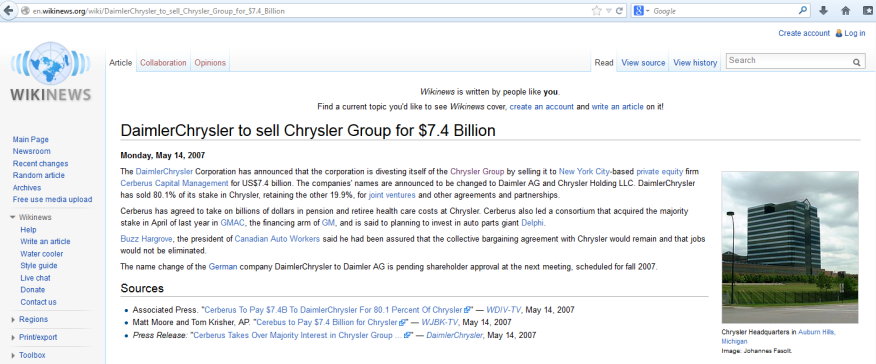 en.wikinews.org/wiki/DaimlerChrysler_to_sell_Chrysler_Group_for_$7.4_Billion
Google
Create account Log in
WIKINEWS
Article Collaboration Opinions Read View source View history Search
Wikinews is written by people like you.
Find a current topic you'd like to see Wikinews cover, create an account and write an article on it!
Main Page
Newsroom
Recent changes
Random article
Archives
Free use media upload
Wikinews
Help
Write an article
Water cooler
Style guide
Live chat
Donate
Contact us
Regions
Print/export
Toolbox
DaimlerChrysler to sell Chrysler Group for $7.4 Billion
Monday, May 14, 2007
The DaimlerChrysler Corporation has announced that the corporation is divesting itself of the Chrysler Group by selling it to New York City-based private equity firm
Cerberus Capital Management for US$7.4 billion. The companies' names are announced to be changed to Daimler AG and Chrysler Holding LLC. DaimlerChrysler
has sold 80.1% of its stake in Chrysler, retaining the other 19.9%, for joint ventures and other agreements and partnerships.
Cerberus has agreed to take on billions of dollars in pension and retiree health care costs at Chrysler. Cerberus also led a consortium that acquired the majority
stake in April of last year in GMAC, the financing arm of GM, and is said to planning to invest in auto parts giant Delphi.
Buzz Hargrove, the president of Canadian Auto Workers said he had been assured that the collective bargaining agreement with Chrysler would remain and that jobs
would not be eliminated.
The name change of the German company DaimlerChrysler to Daimler AG is pending shareholder approval at the next meeting, scheduled for fall 2007.
Sources
Associated Press. "Cerberus To Pay $7.4B To DaimlerChrysler For 80.1 Percent Of Chrysler" — WDIV-TV, May 14, 2007
Matt Moore and Tom Krisher, AP. "Cerebus to Pay $7.4 Billion for Chrysler" — WJBK-TV, May 14, 2007
Press Release: "Cerberus Takes Over Majority Interest in Chrysler Group ..." — DaimlerChrysler, May 14, 2007
Chrysler Headquarters in Auburn Hills,
Michigan
Image: Johannes Fasolt.